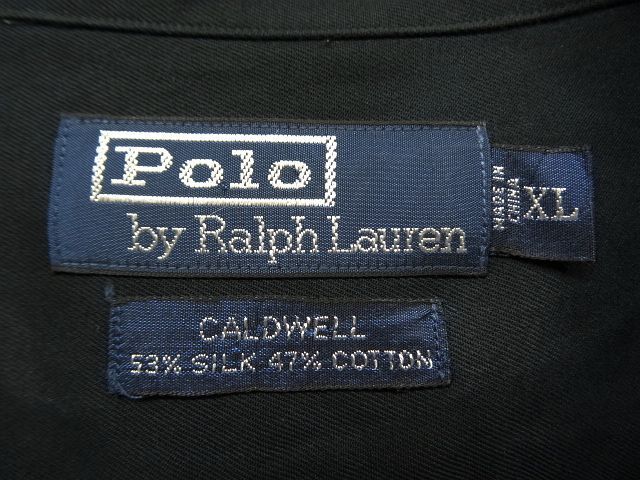 Polo
by Ralph Lauren
MADE IN
CHINA
XL
CALDWELL
53% SILK 47% COTTON